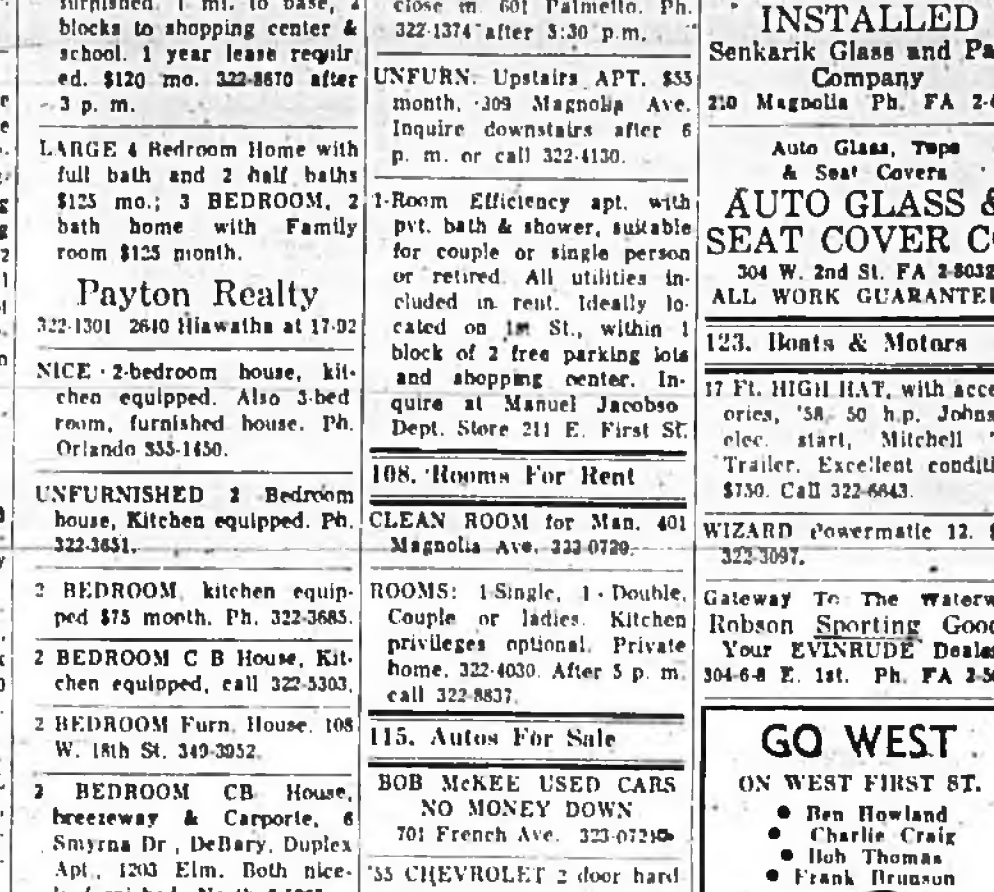 furnished. 1 mi. to base, 2
blocks to shopping center &
school. 1 year lease requir
ed. $120 mo. 322-8670 after
3 p. m.
LARGE 4 Bedroom Home with
full bath and 2 half baths
$125 mo.; 3 BEDROOM, 2
bath home with Family
room $125 month.
Payton Realty
322-1301 2640 Hiawatha at 17-92
NICE 2-bedroom house, kit-
chen equipped. Also 3-bed
room, furnished house. Ph.
Orlando
UNFURNISHED 2 Bedroom
house, Kitchen equipped. Ph.
322-3651.
2 BEDROOM, kitchen equip-
ped $75 month. Ph. 322-3685.
2 BEDROOM C B House, Kit-
chen equipped, call 322-5303.
2 BEDROOM Furn. House. 108
W. 18th St. 349-3952.
2 BEDROOM CB House,
breezeway & Carporte, 6
Smyrna Dr , DeBary. Duplex
Apt., 1203 Elm. Both nice-
close in. 601 Palmetto. Ph.
322-1374 after 3:30 p.m.
UNFURN. Upstairs APT. $55
month. 309 Magnolia Ave.
Inquire downstairs after 6
p. m. or call 322-4130.
1-Room Efficiency apt. with
pvt. bath & shower, suitable
for couple or single person
or retired. All utilities in-
cluded in rent. Ideally lo-
cated on 1st St., within 1
block of 2 free parking lots
and shopping center. In-
quire at Manuel Jacobso
Dept. Store 211 E. First St.
108. Rooms For Rent
CLEAN ROOM for Man. 401
Magnolia Ave. 322-0720.
ROOMS: 1 Single, 1 - Double,
Couple or ladies. Kitchen
privileges optional. Private
home. 322-4030. After 5 p. m.
call 322-8837.
115. Autos For Sale
BOB McKEE USED CARS
NO MONEY DOWN
701 French Ave.
'55 CHEVROLET 2 door hard
INSTALLED
Senkarik Glass and Pa
Company
210 Magnolia Ph. FA 2-
Auto Glass, Tops
& Seat Covers
AUTO GLASS &
SEAT COVER CO
304 W. 2nd St. FA 2-8032
ALL WORK GUARANTEE
123. Boats & Motors
17 Ft. HIGH HAT, with acce
ories, '58, 50 h.p. Johns
elec. start, Mitchell
Trailer. Excellent conditi
$750. Call 322-6643.
WIZARD Powermatic 12. $
322-3097.
Gateway To The Waterw
Robson Sporting Good
Your EVINRUDE Deale
304-6-8 E. 1st. Ph. FA 2-5
GO WEST
ON WEST FIRST ST.
● Ben Howland
● Charlie Craig
● Bob Thomas
● Frank Brunson